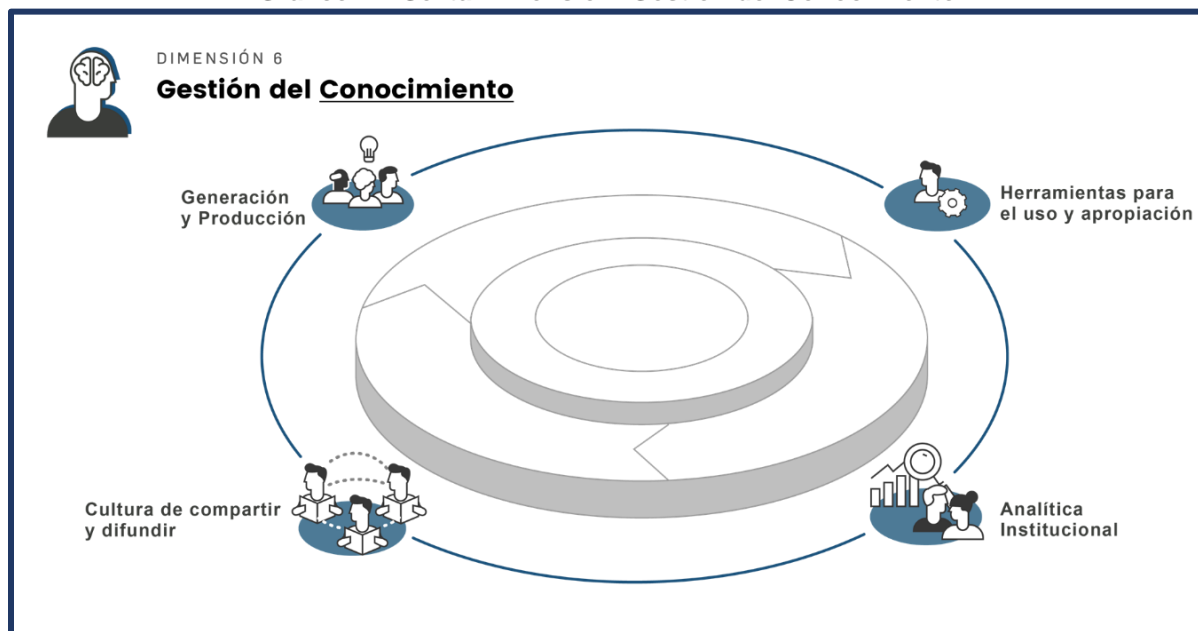 DIMENSIÓN 6
Gestión del Conocimiento
Generación
y Producción
Herramientas para
el uso y apropiación
Cultura de compartir
y difundir
Analítica
Institucional